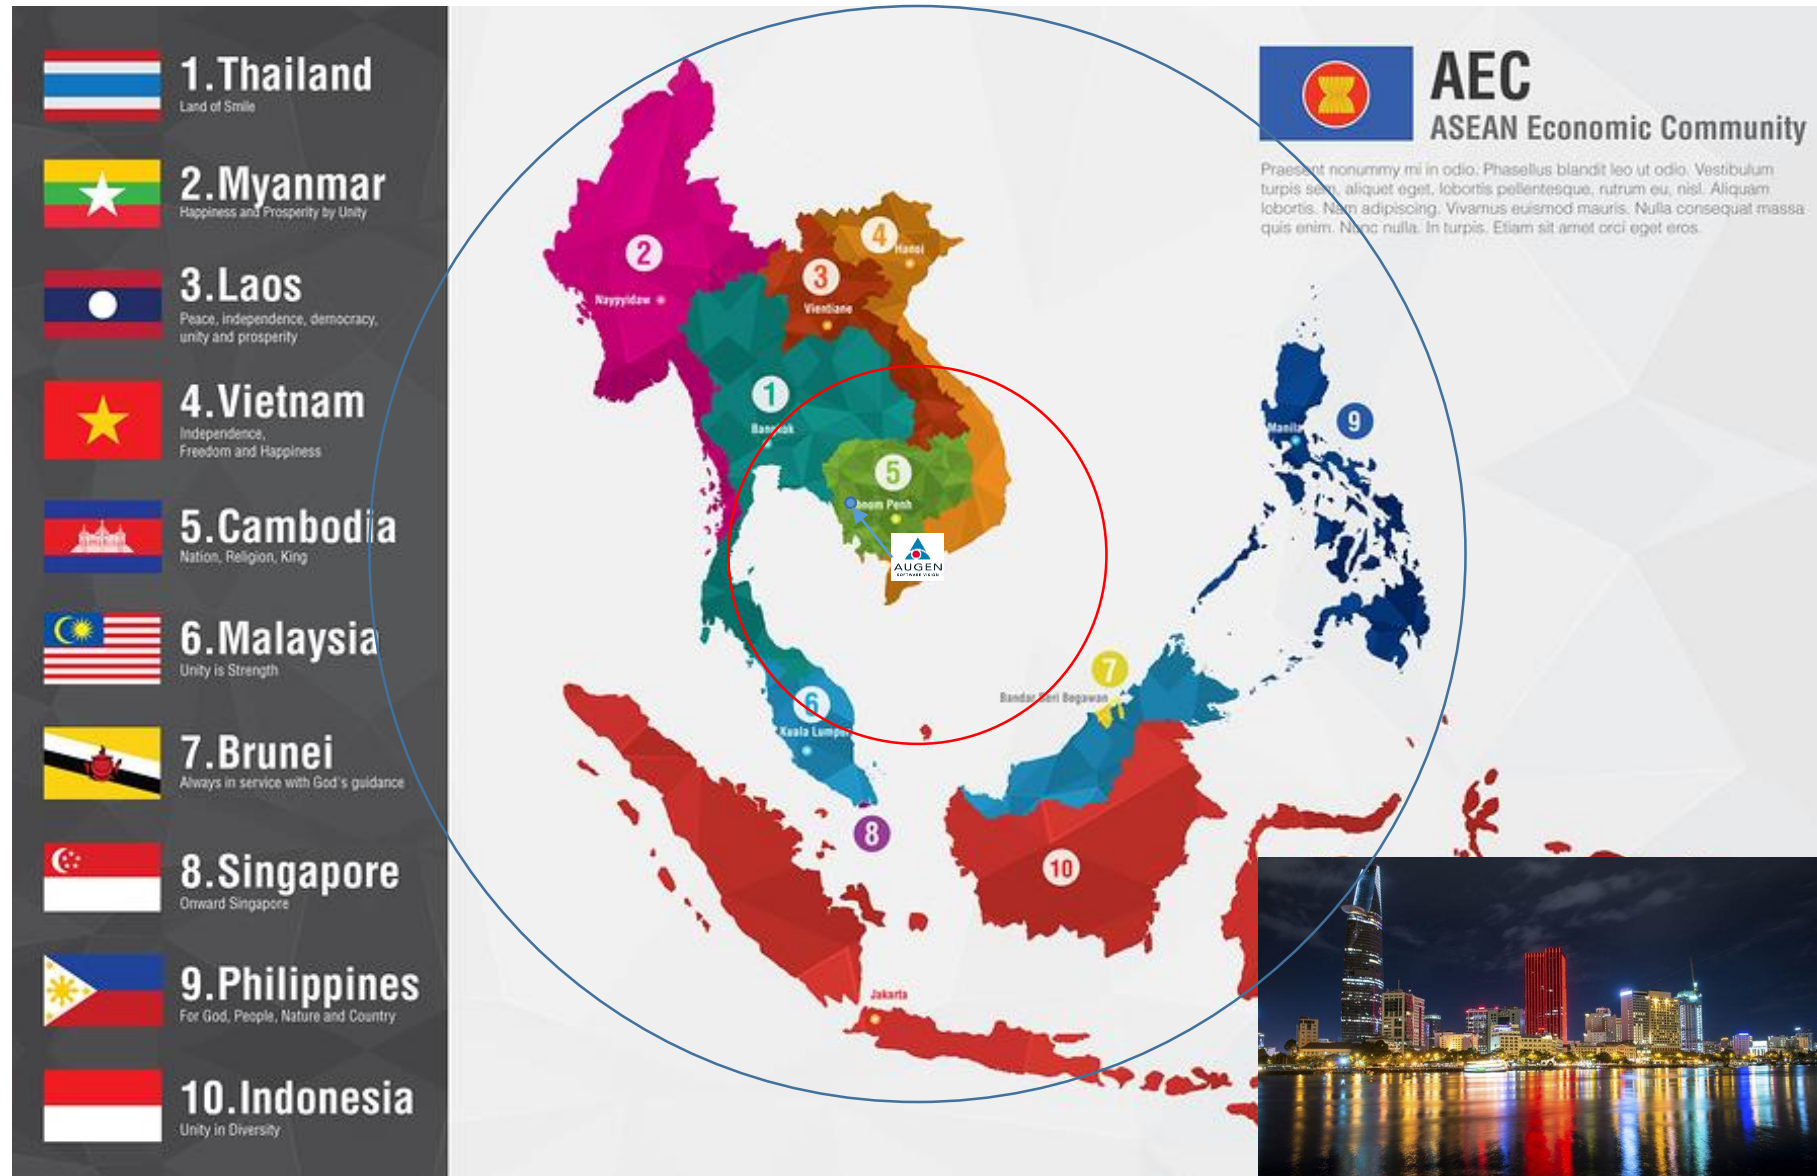 1.Thailand
Land of Smile
2.Myanmar
Happiness and Prosperity by Unity
3.Laos
Peace, independence, democracy,
unity and prosperity
4.Vietnam
Independence,
Freedom and Happiness
5.Cambodia
Nation, Religion, King
6.Malaysia
Unity is Strength
7.Brunei
Always in service with God's guidance
8.Singapore
Onward Singapore
9.Philippines
For God, People, Nature and Country
10.Indonesia
Unity in Diversity
AEC
ASEAN Economic Community
Praesent nonummy mi in odio. Phasellus blandit leo ut odio. Vestibulum
turpis sem, aliquet eget, lobortis pellentesque, rutrum eu, nisl. Aliquam
lobortis. Nam adipiscing. Vivamus euismod mauris. Nulla consequat massa
quis enim. Nunc nulla. In turpis. Etiam sit amet orci eget eros.
2
Naypyidaw
4
Hanoi
3
Vientiane
1
Bangkok
5
Penh
AUGEN
SOFTWARE VISION
9
Manila
7
Bandar Seri Begawan
6
Kuala Lumpur
8
10
Jakarta